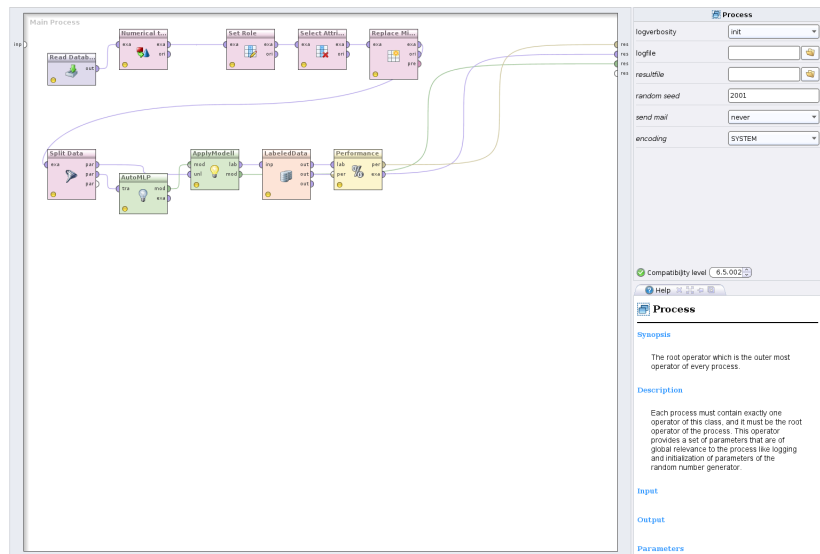 Main Process
inp
Read Datab...
out
Numerical t...
exa exa
ori
Set Role
exa exa
ori
Select Attri...
exa exa
ori
Replace Mi...
exa exa
ori
pre
res
res
res
res
Split Data
exa par
par
par
AutoMLP
tra mod
exa
ApplyModell
mod lab
unl mod
LabeledData
inp out
out
out
Performance
lab per
per exa
%
Process
logverbosity init
logfile
resultfile
random seed 2001
send mail never
encoding SYSTEM
Compatibility level 6.5.002
Help
Process
Synopsis
The root operator which is the outer most
operator of every process.
Description
Each process must contain exactly one
operator of this class, and it must be the root
operator of the process. This operator
provides a set of parameters that are of
global relevance to the process like logging
and initialization of parameters of the
random number generator.
Input
Output
Parameters